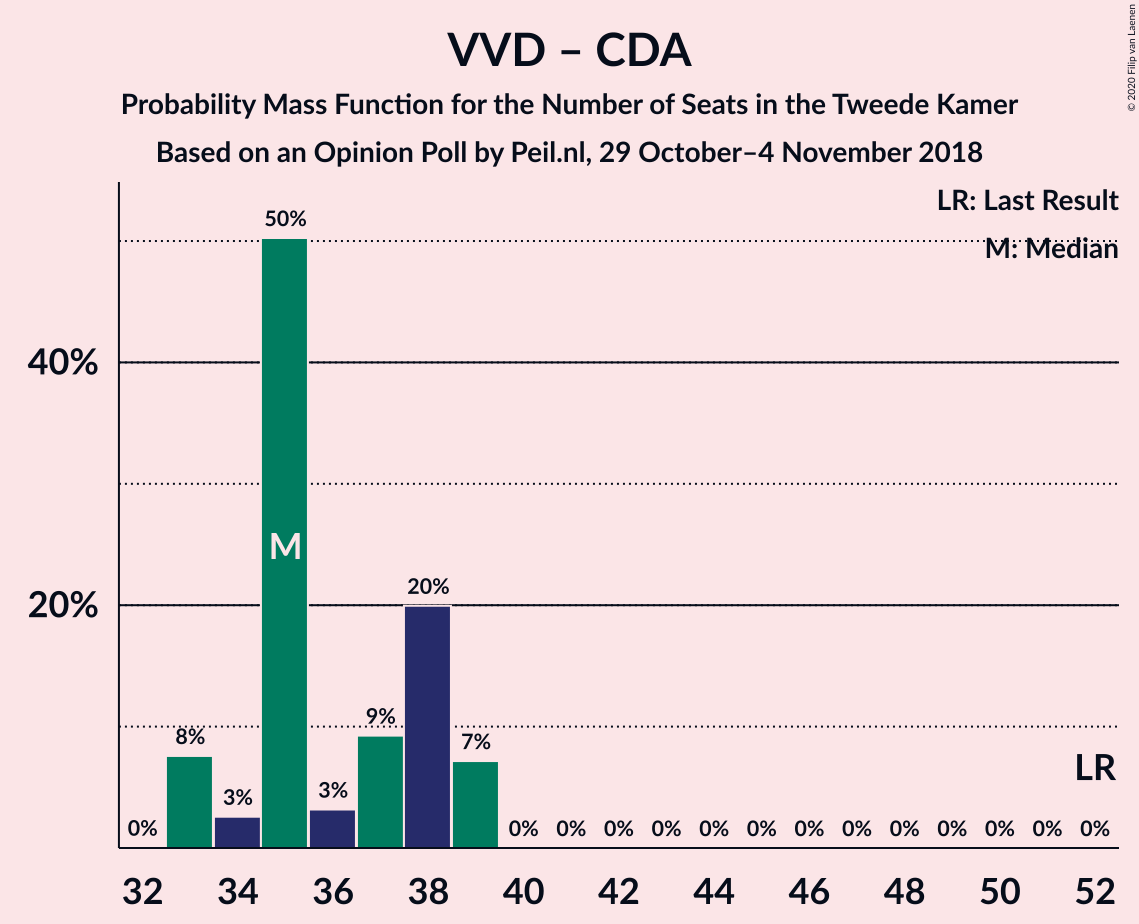 VVD – CDA
Probability Mass Function for the Number of Seats in the Tweede Kamer
Based on an Opinion Poll by Peil.nl, 29 October–4 November 2018
© 2020 Filip van Laenen
LR: Last Result
M: Median
50%
40%
M
20%
20%
9%
8%
7%
LR
3%
3%
0% 0% 0% 0% 0% 0% 0% 0% 0% 0% 0% 0% 0% 0%
32 34 36 38 40 42 44 46 48 50 52